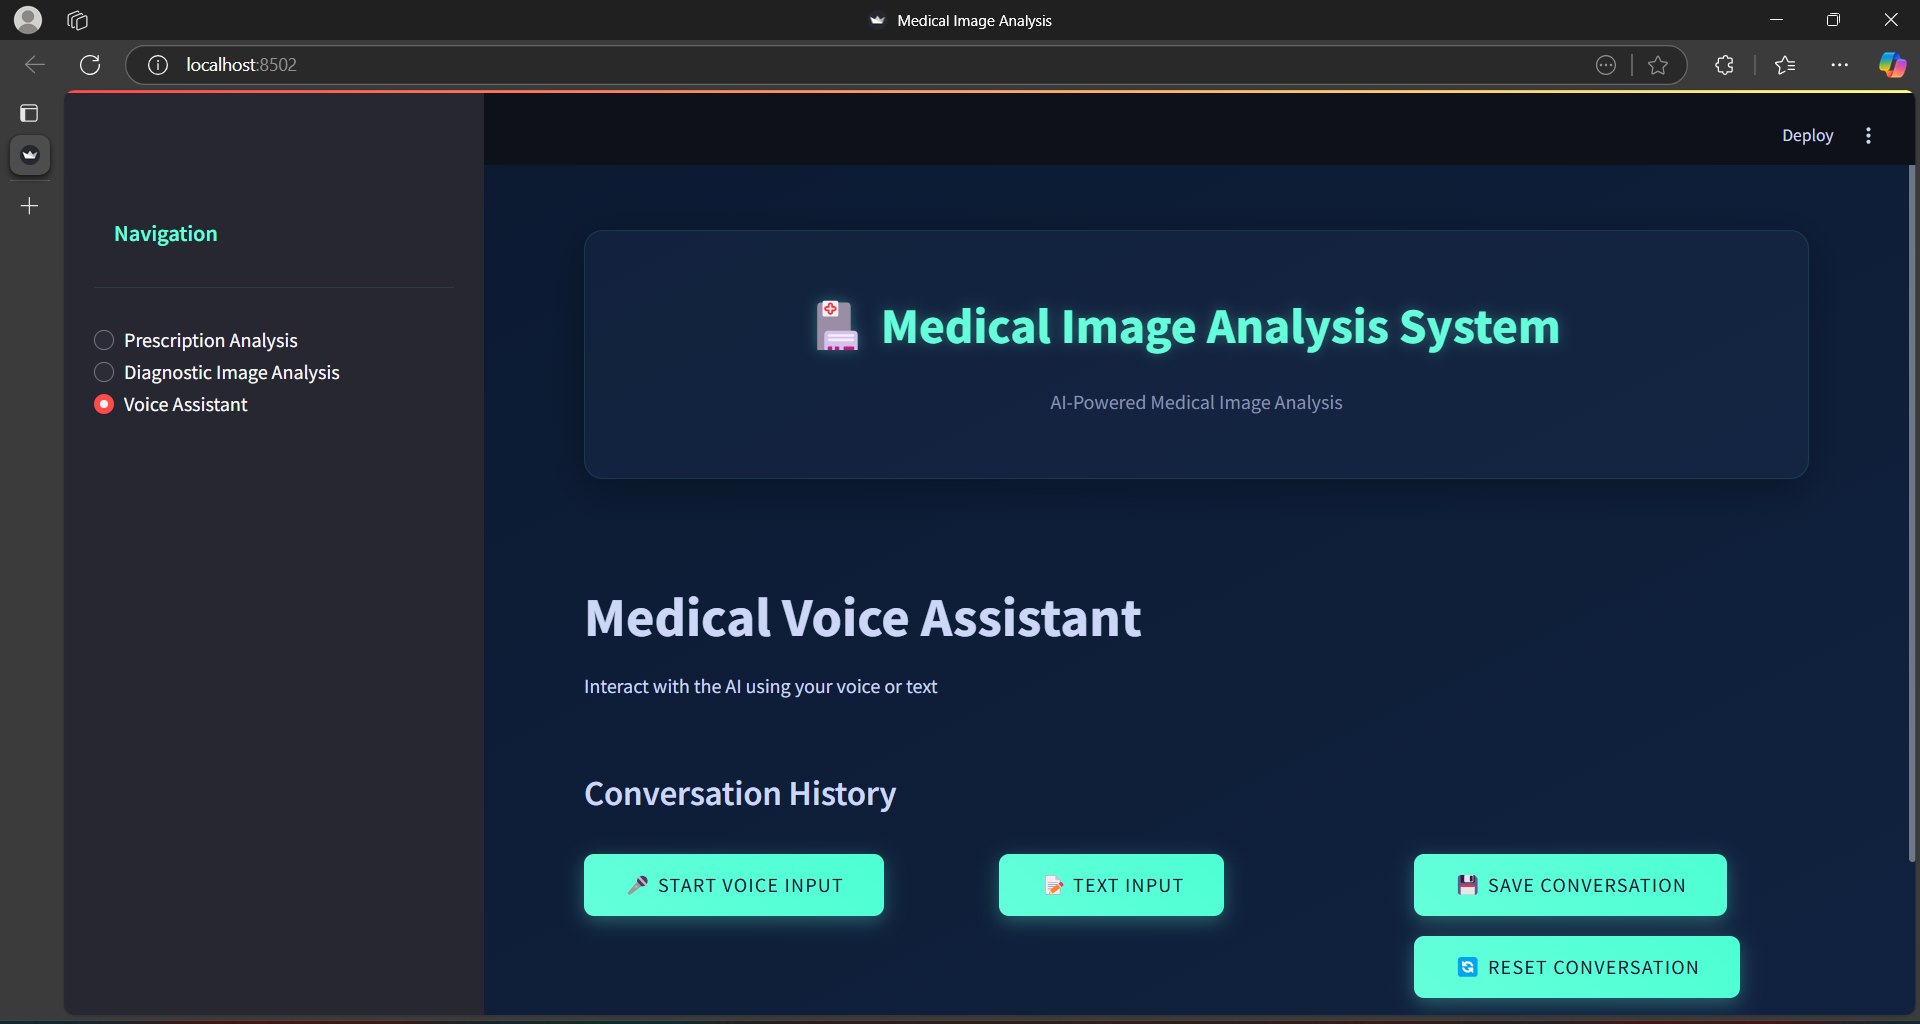 Medical Image Analysis
localhost:8502
Deploy
Navigation
Prescription Analysis
Diagnostic Image Analysis
Voice Assistant
Medical Image Analysis System
AI-Powered Medical Image Analysis
Medical Voice Assistant
Interact with the AI using your voice or text
Conversation History
START VOICE INPUT
TEXT INPUT
SAVE CONVERSATION
RESET CONVERSATION